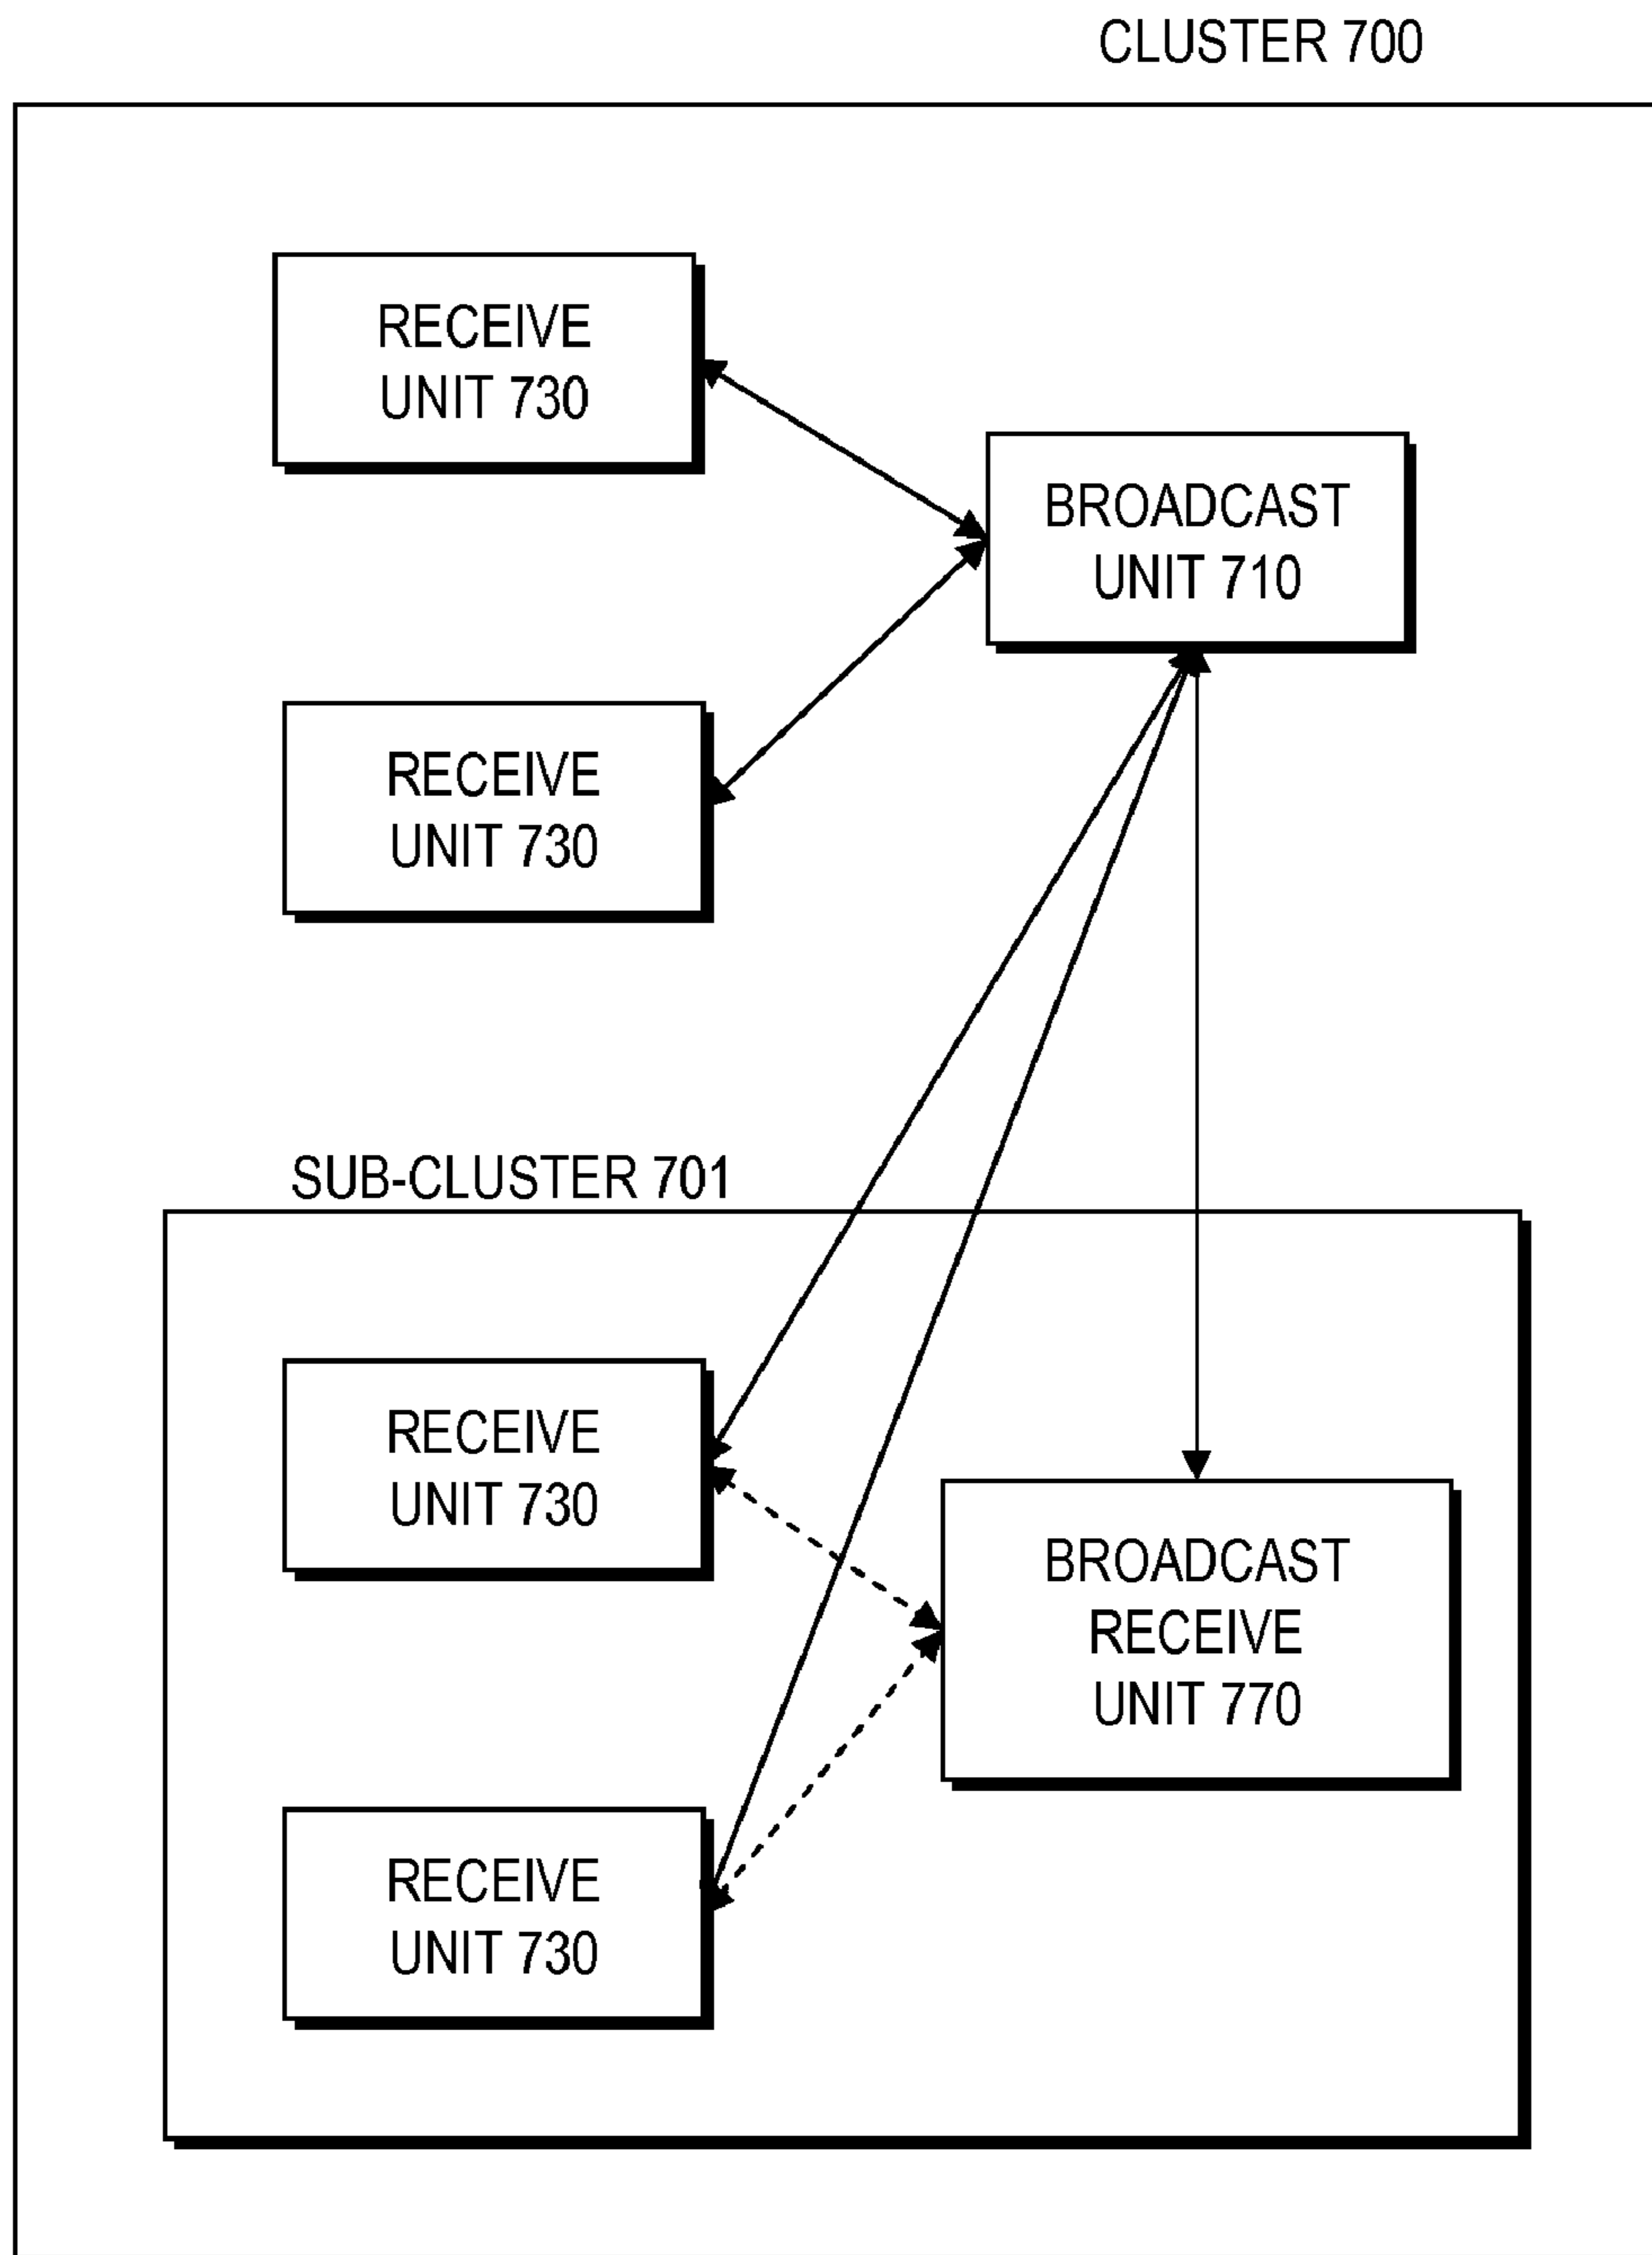 CLUSTER 700
RECEIVE
UNIT 730
BROADCAST
UNIT 710
RECEIVE
UNIT 730
SUB-CLUSTER 701
RECEIVE
UNIT 730
BROADCAST
RECEIVE
UNIT 770
RECEIVE
UNIT 730